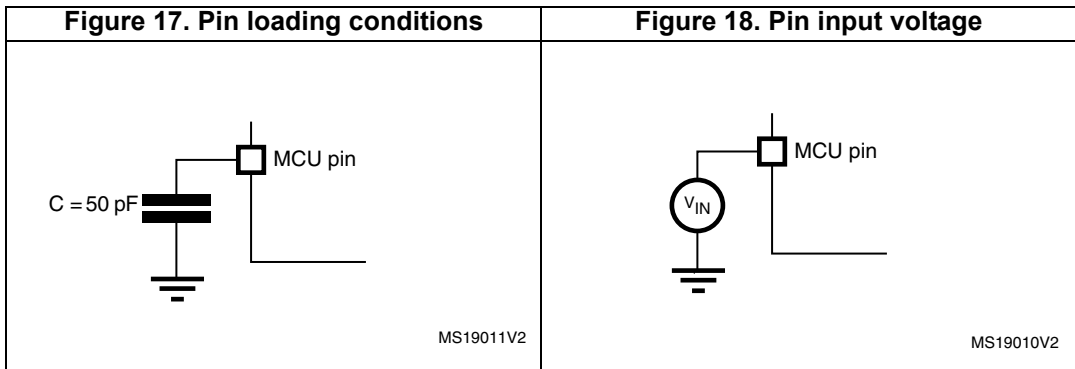 Figure 17. Pin loading conditions
Figure 18. Pin input voltage
MCU pin
C = 50 pF
MS19011V2
MCU pin
VIN
MS19010V2